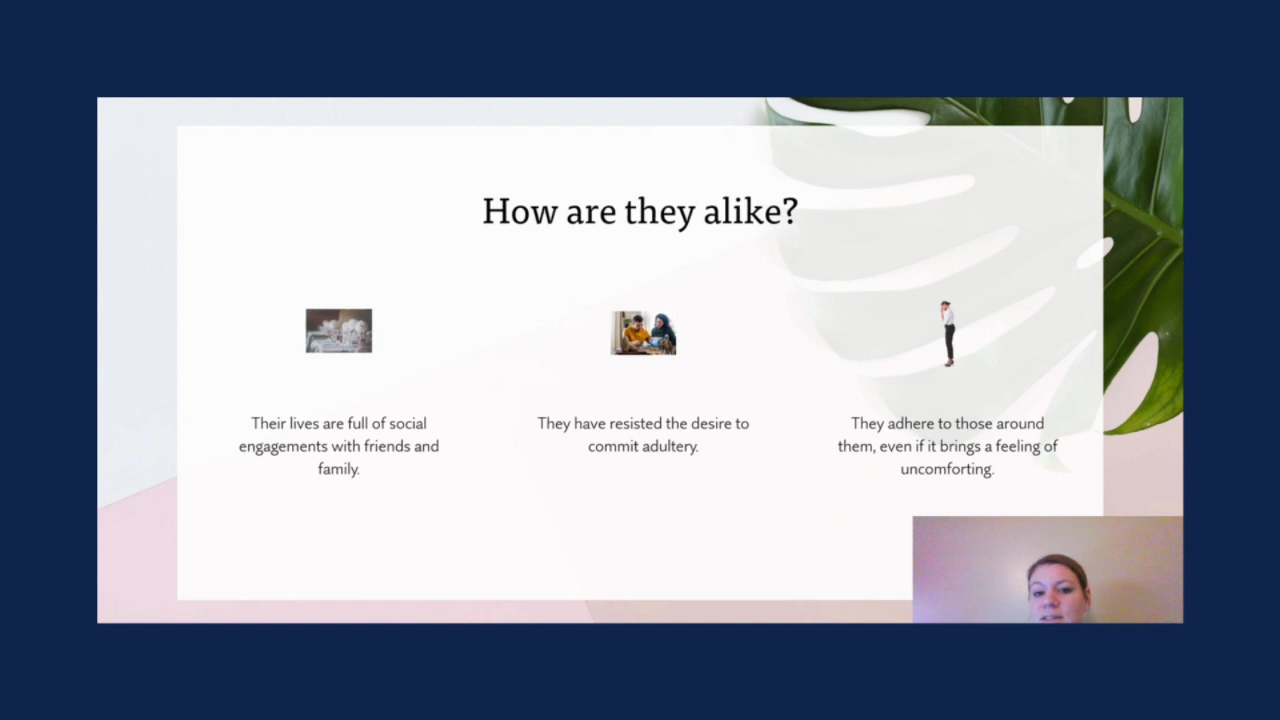 How are they alike?
Their lives are full of social
engagements with friends and
family.
They have resisted the desire to
commit adultery.
They adhere to those around
them, even if it brings a feeling of
uncomforting.